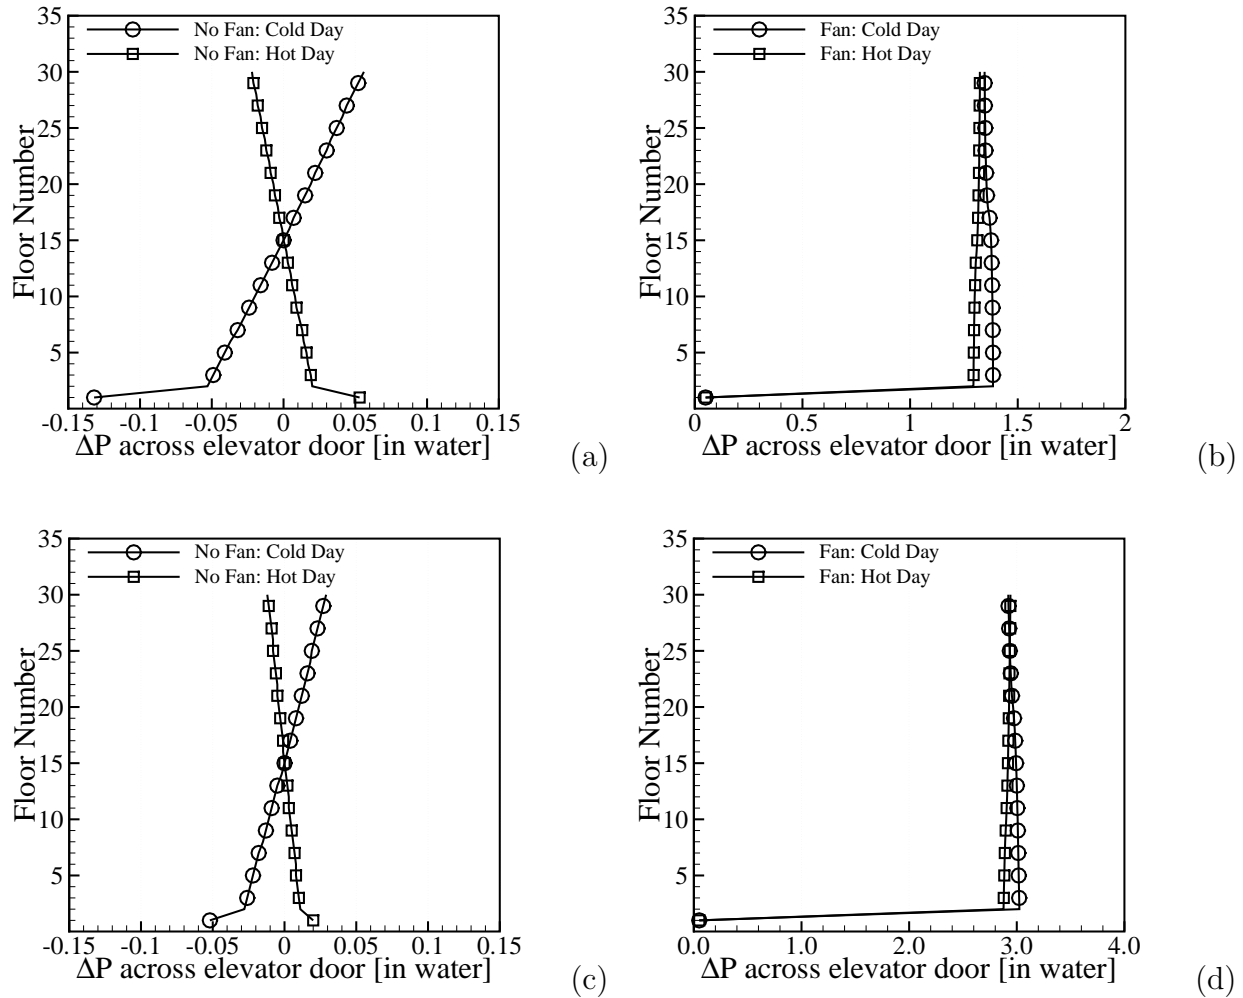 35
30
25
20
15
10
5
Floor Number
No Fan: Cold Day
No Fan: Hot Day
-0.15 -0.1 -0.05 0 0.05 0.1 0.15
ΔP across elevator door [in water]
(a)
35
30
25
20
15
10
5
Floor Number
Fan: Cold Day
Fan: Hot Day
0 0.5 1 1.5 2
ΔP across elevator door [in water]
(b)
35
30
25
20
15
10
5
Floor Number
No Fan: Cold Day
No Fan: Hot Day
-0.15 -0.1 -0.05 0 0.05 0.1 0.15
ΔP across elevator door [in water]
(c)
35
30
25
20
15
10
5
Floor Number
Fan: Cold Day
Fan: Hot Day
0.0 1.0 2.0 3.0 4.0
ΔP across elevator door [in water]
(d)